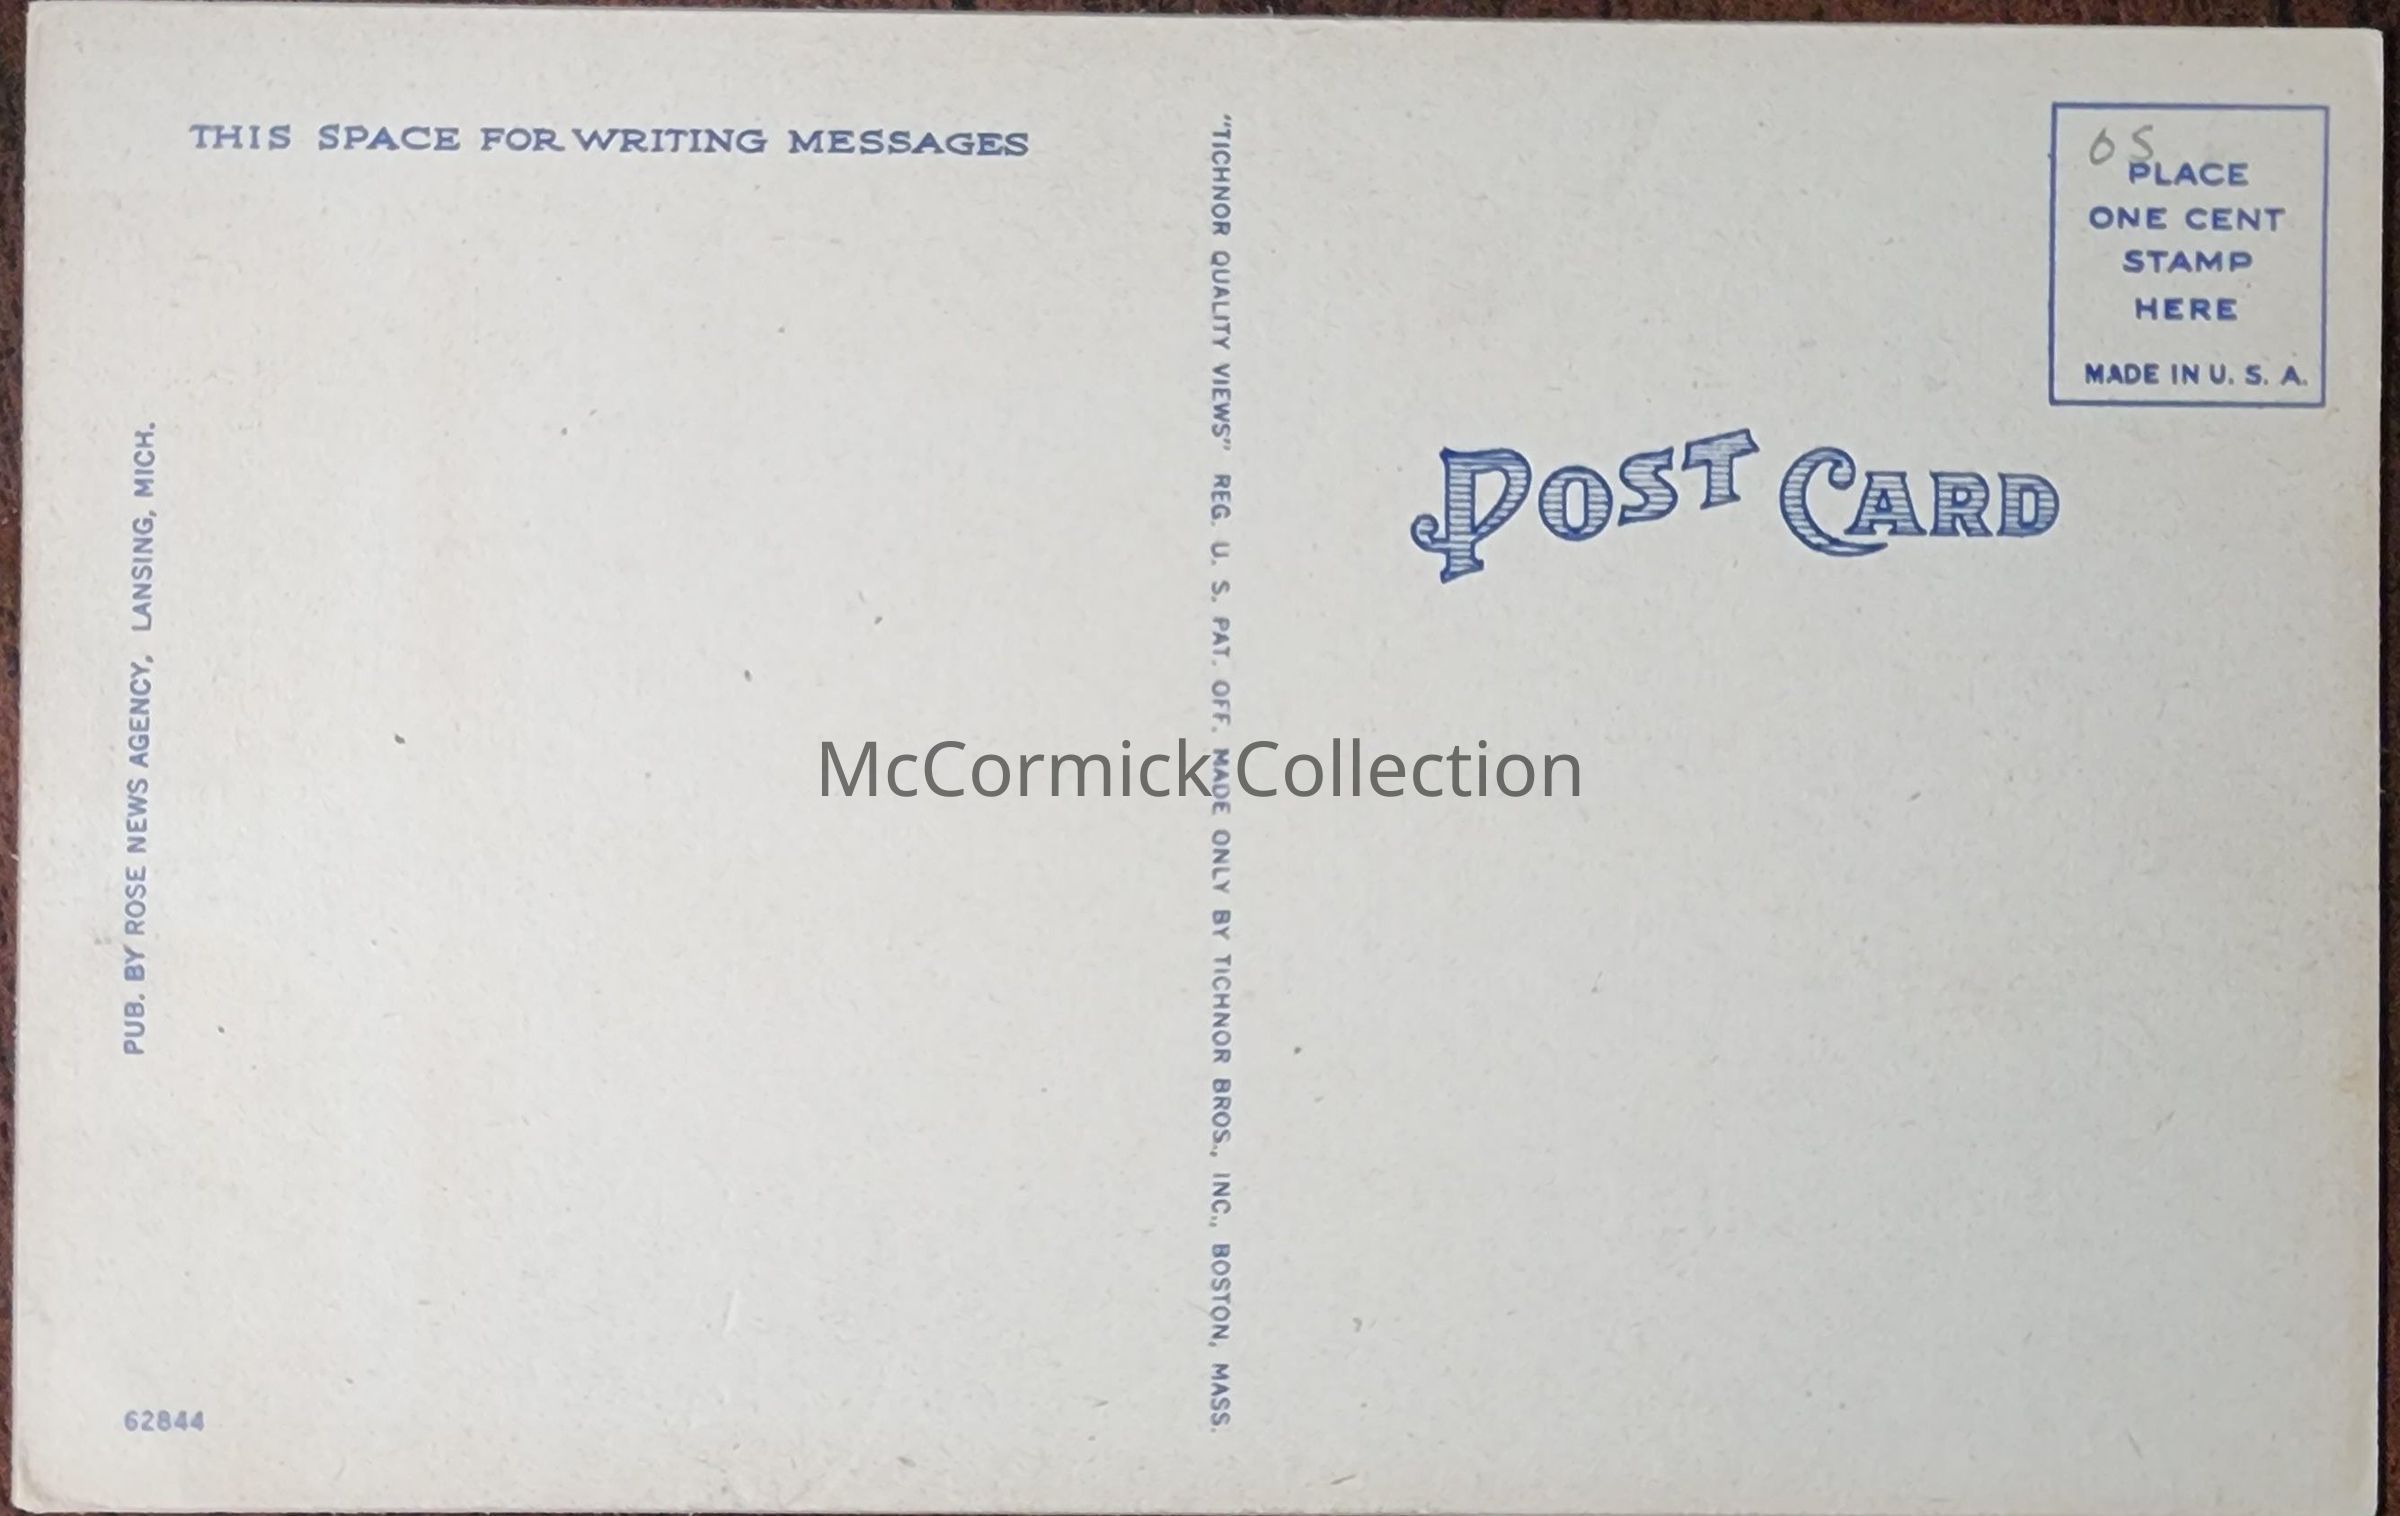 THIS SPACE FOR WRITING MESSAGES
PUB. BY ROSE NEWS AGENCY, LANSING, MICH.
62844
"TICHNOR QUALITY VIEWS" REG. U. S. PAT. OFF. MADE ONLY BY TICHNOR BROS., INC., BOSTON, MASS.
McCormick Collection
POST CARD
OS
PLACE
ONE CENT
STAMP
HERE
MADE IN U. S. A.